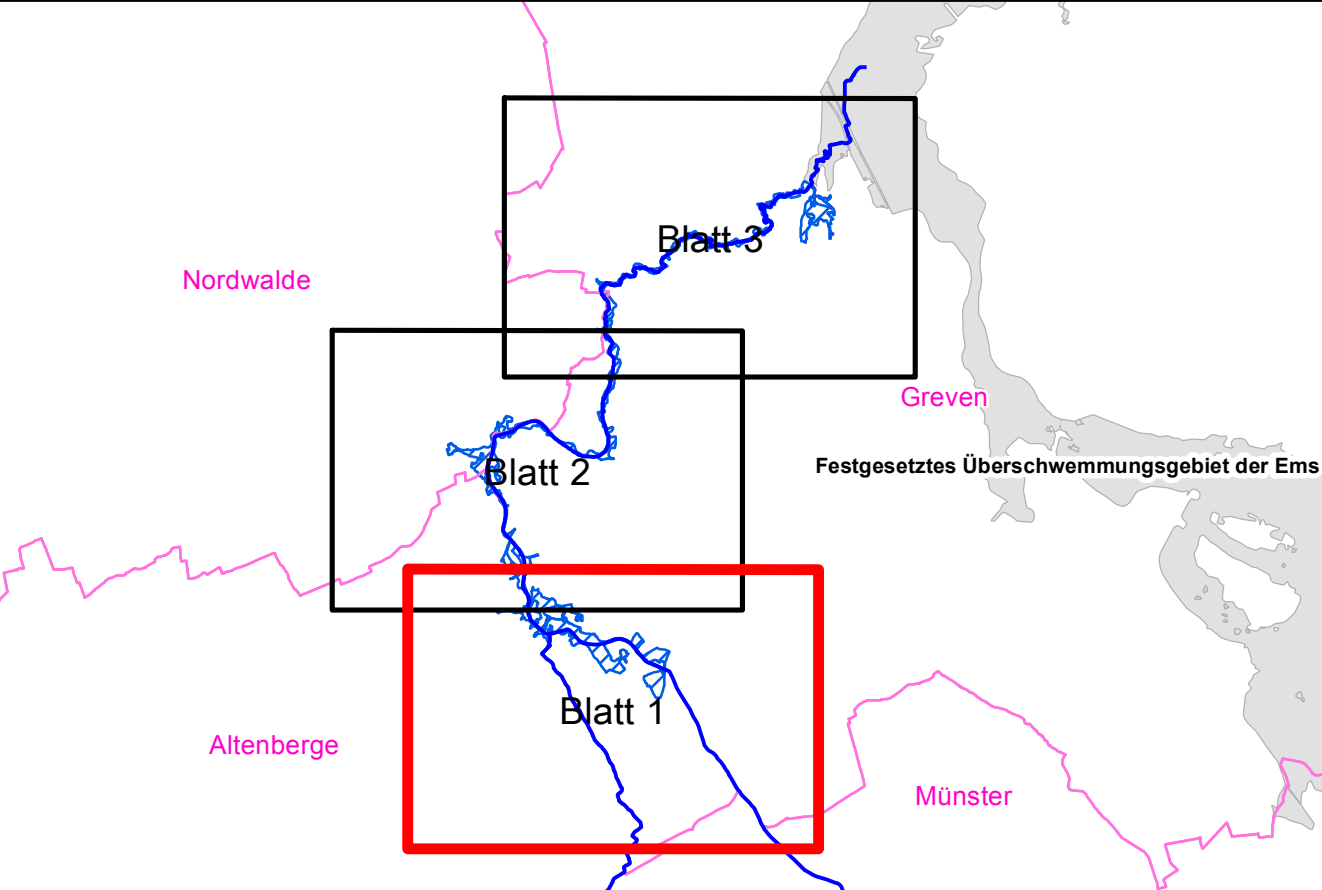 Blatt 3
Nordwalde
Greven
Festgesetztes Überschwemmungsgebiet der Ems
Blatt 2
Blatt 1
Altenberge
Münster